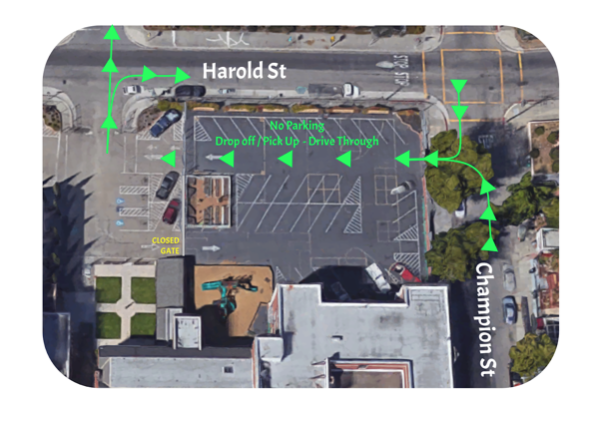 Harold St
No Parking
Drop off / Pick Up - Drive Through
CLOSED
GATE
Champion St